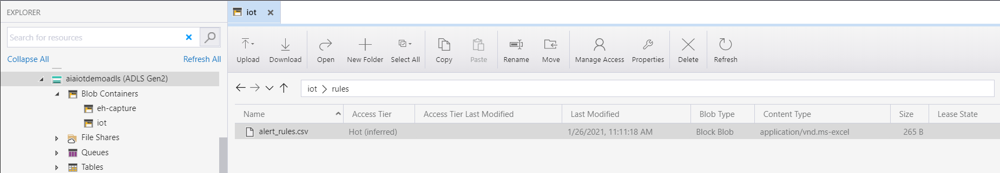 EXPLORER
Search for resources
Collapse All Refresh All
aiaiotdemoadls (ADLS Gen2)
Blob Containers
eh-capture
iot
File Shares
Queues
Tables
iot
Upload Download Open New Folder Select All Copy Paste Rename Move Manage Access Properties Delete Refresh
iot > rules
Name Access Tier Access Tier Last Modified Last Modified Blob Type Content Type Size Lease State
alert_rules.csv Hot (inferred) 1/26/2021, 11:11:18 AM Block Blob application/vnd.ms-excel 265 B